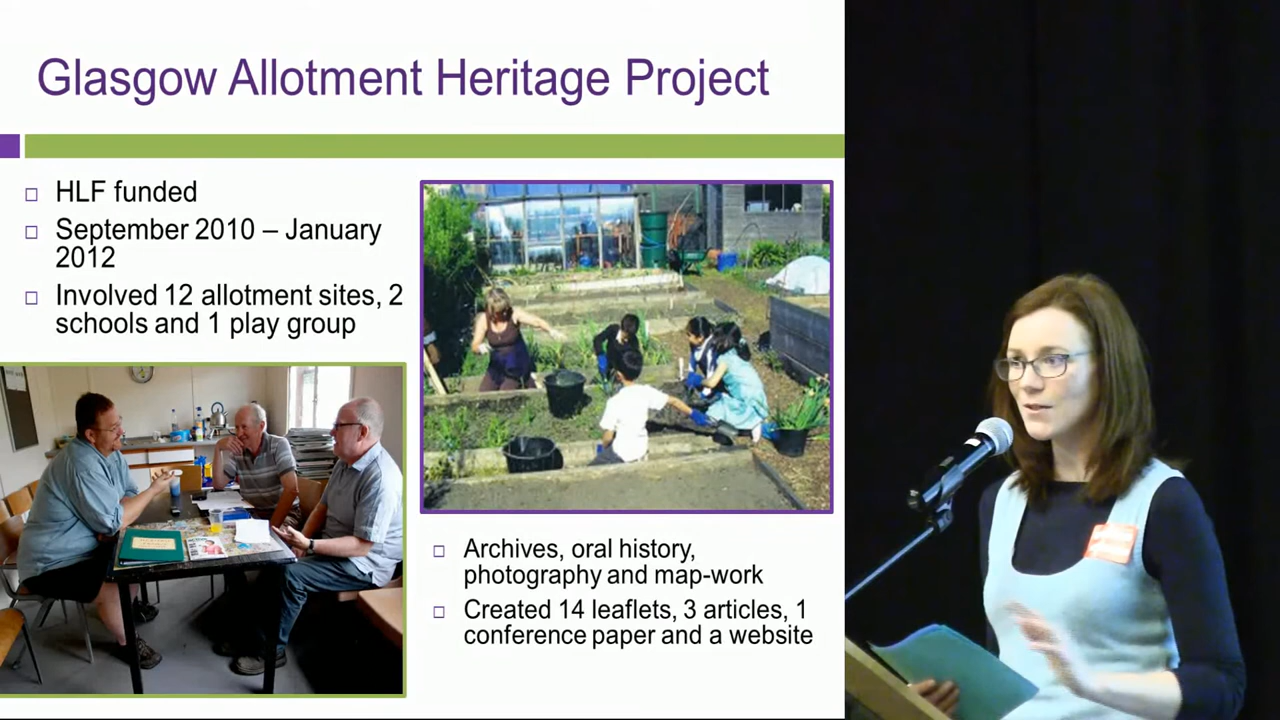 Glasgow Allotment Heritage Project
HLF funded
September 2010 – January
2012
Involved 12 allotment sites, 2
schools and 1 play group
Archives, oral history,
photography and map-work
Created 14 leaflets, 3 articles, 1
conference paper and a website